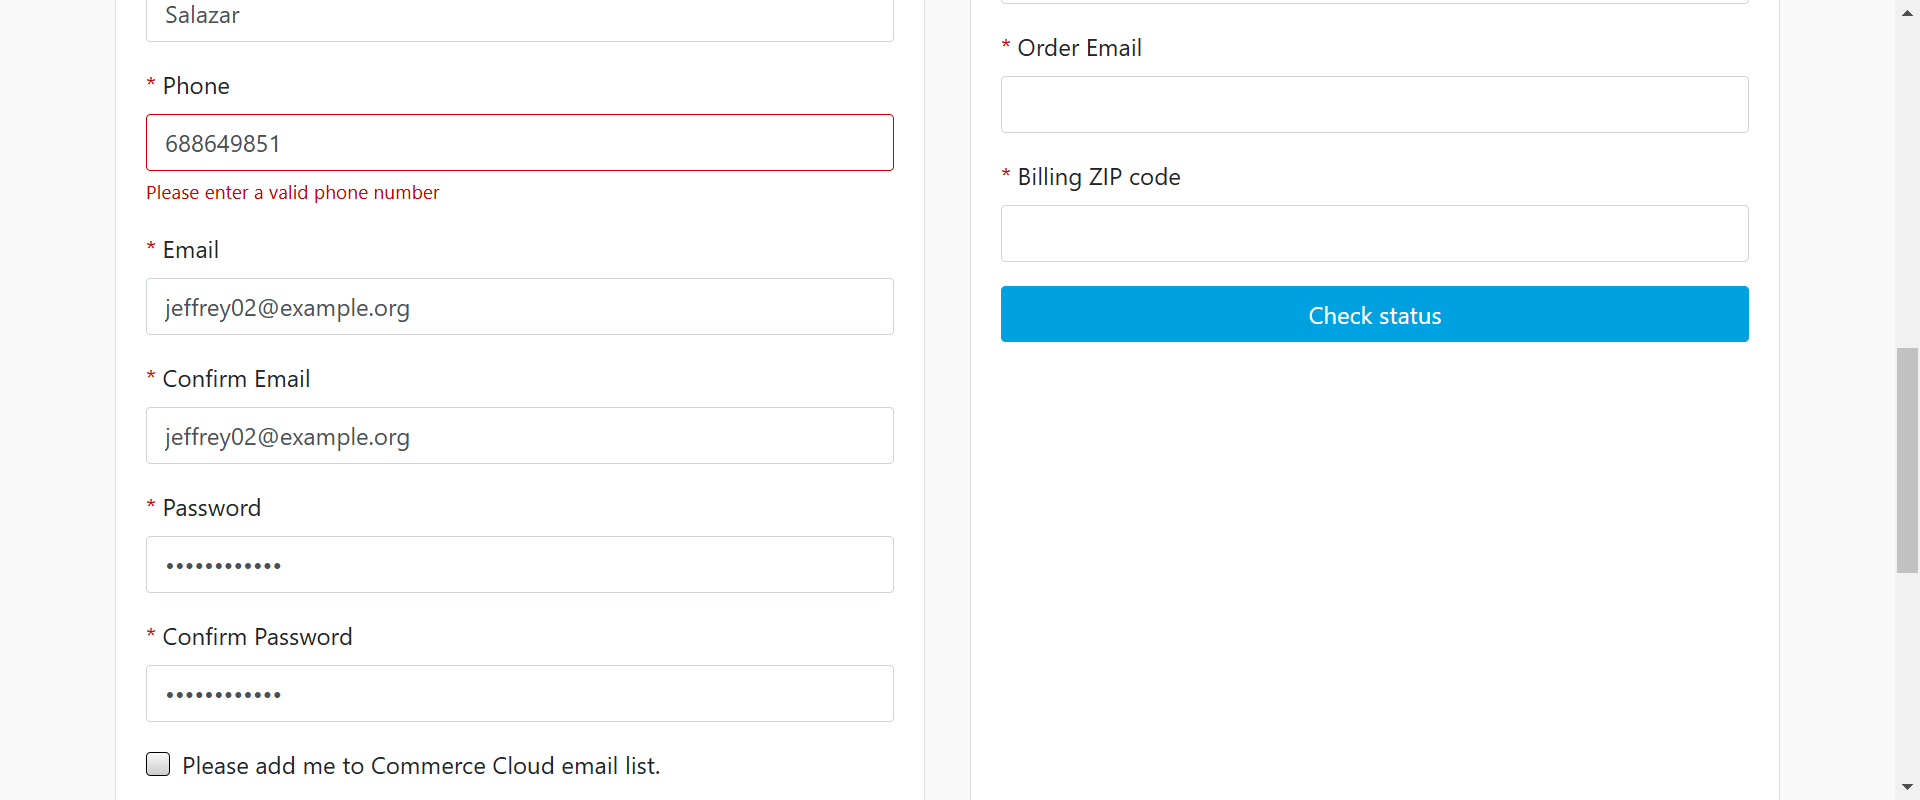 Salazar
* Phone
688649851
Please enter a valid phone number
* Email
jeffrey02@example.org
* Confirm Email
jeffrey02@example.org
* Password
••••••••••••
* Confirm Password
••••••••••••
Please add me to Commerce Cloud email list.
* Order Email
* Billing ZIP code
Check status